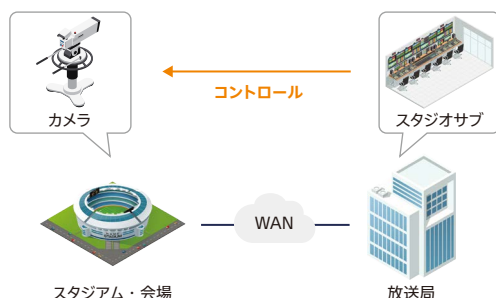 カメラ
コントロール
スタジオサブ
WAN
スタジアム・会場
放送局